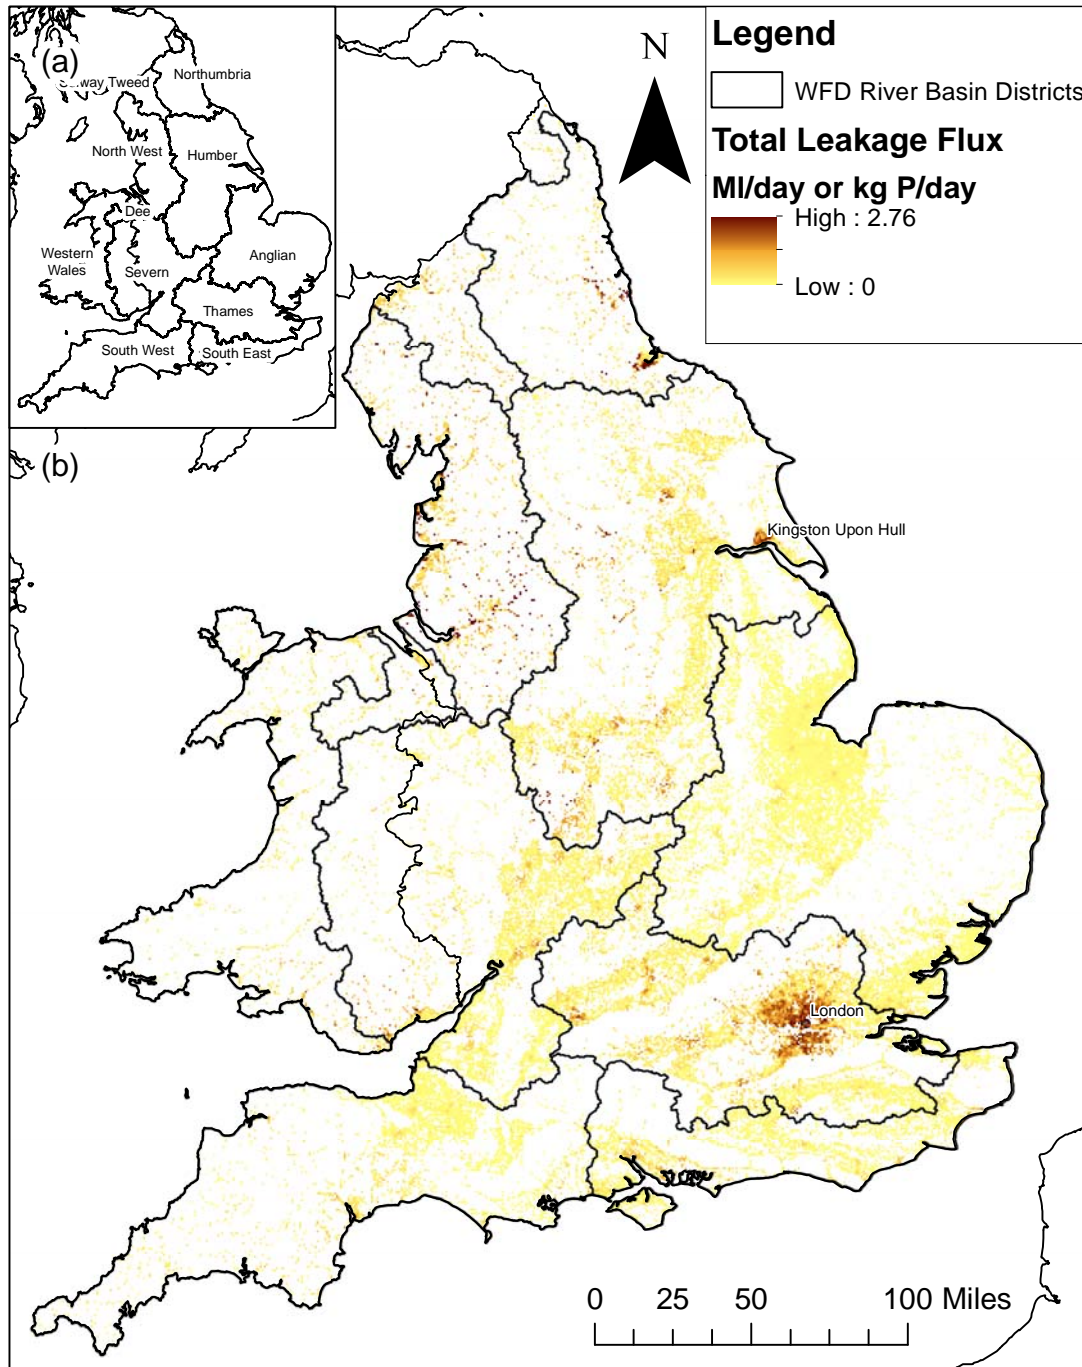 (a)
Northumbria
Solway Tweed
North West
Humber
Dee
Western
Wales
Severn
Anglian
Thames
South West
South East
N
Legend
WFD River Basin Districts
Total Leakage Flux
Ml/day or kg P/day
High : 2.76
Low : 0
(b)
Kingston Upon Hull
London
0 25 50 100 Miles